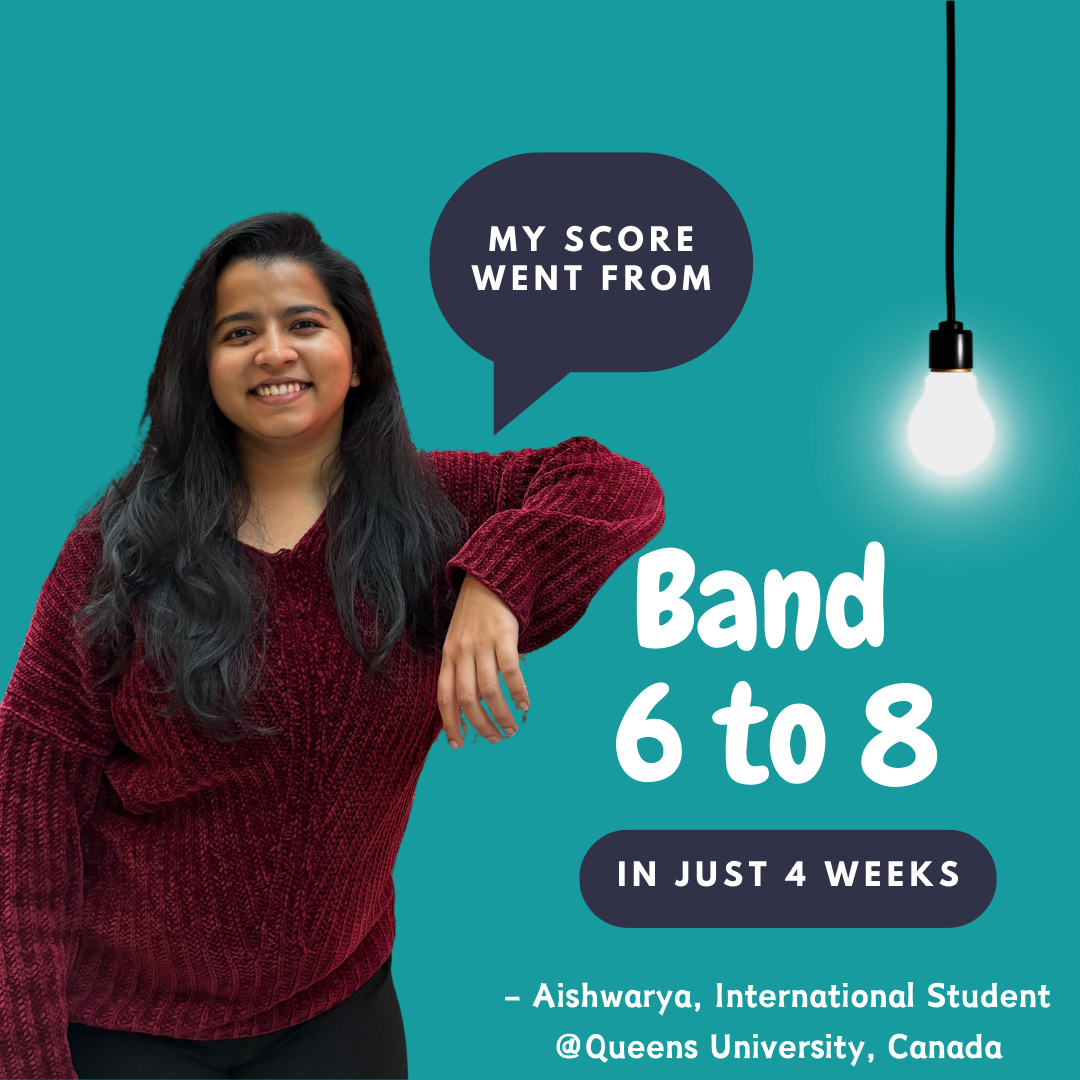 MY SCORE
WENT FROM
Band
6 to 8
IN JUST 4 WEEKS
– Aishwarya, International Student
@Queens University, Canada